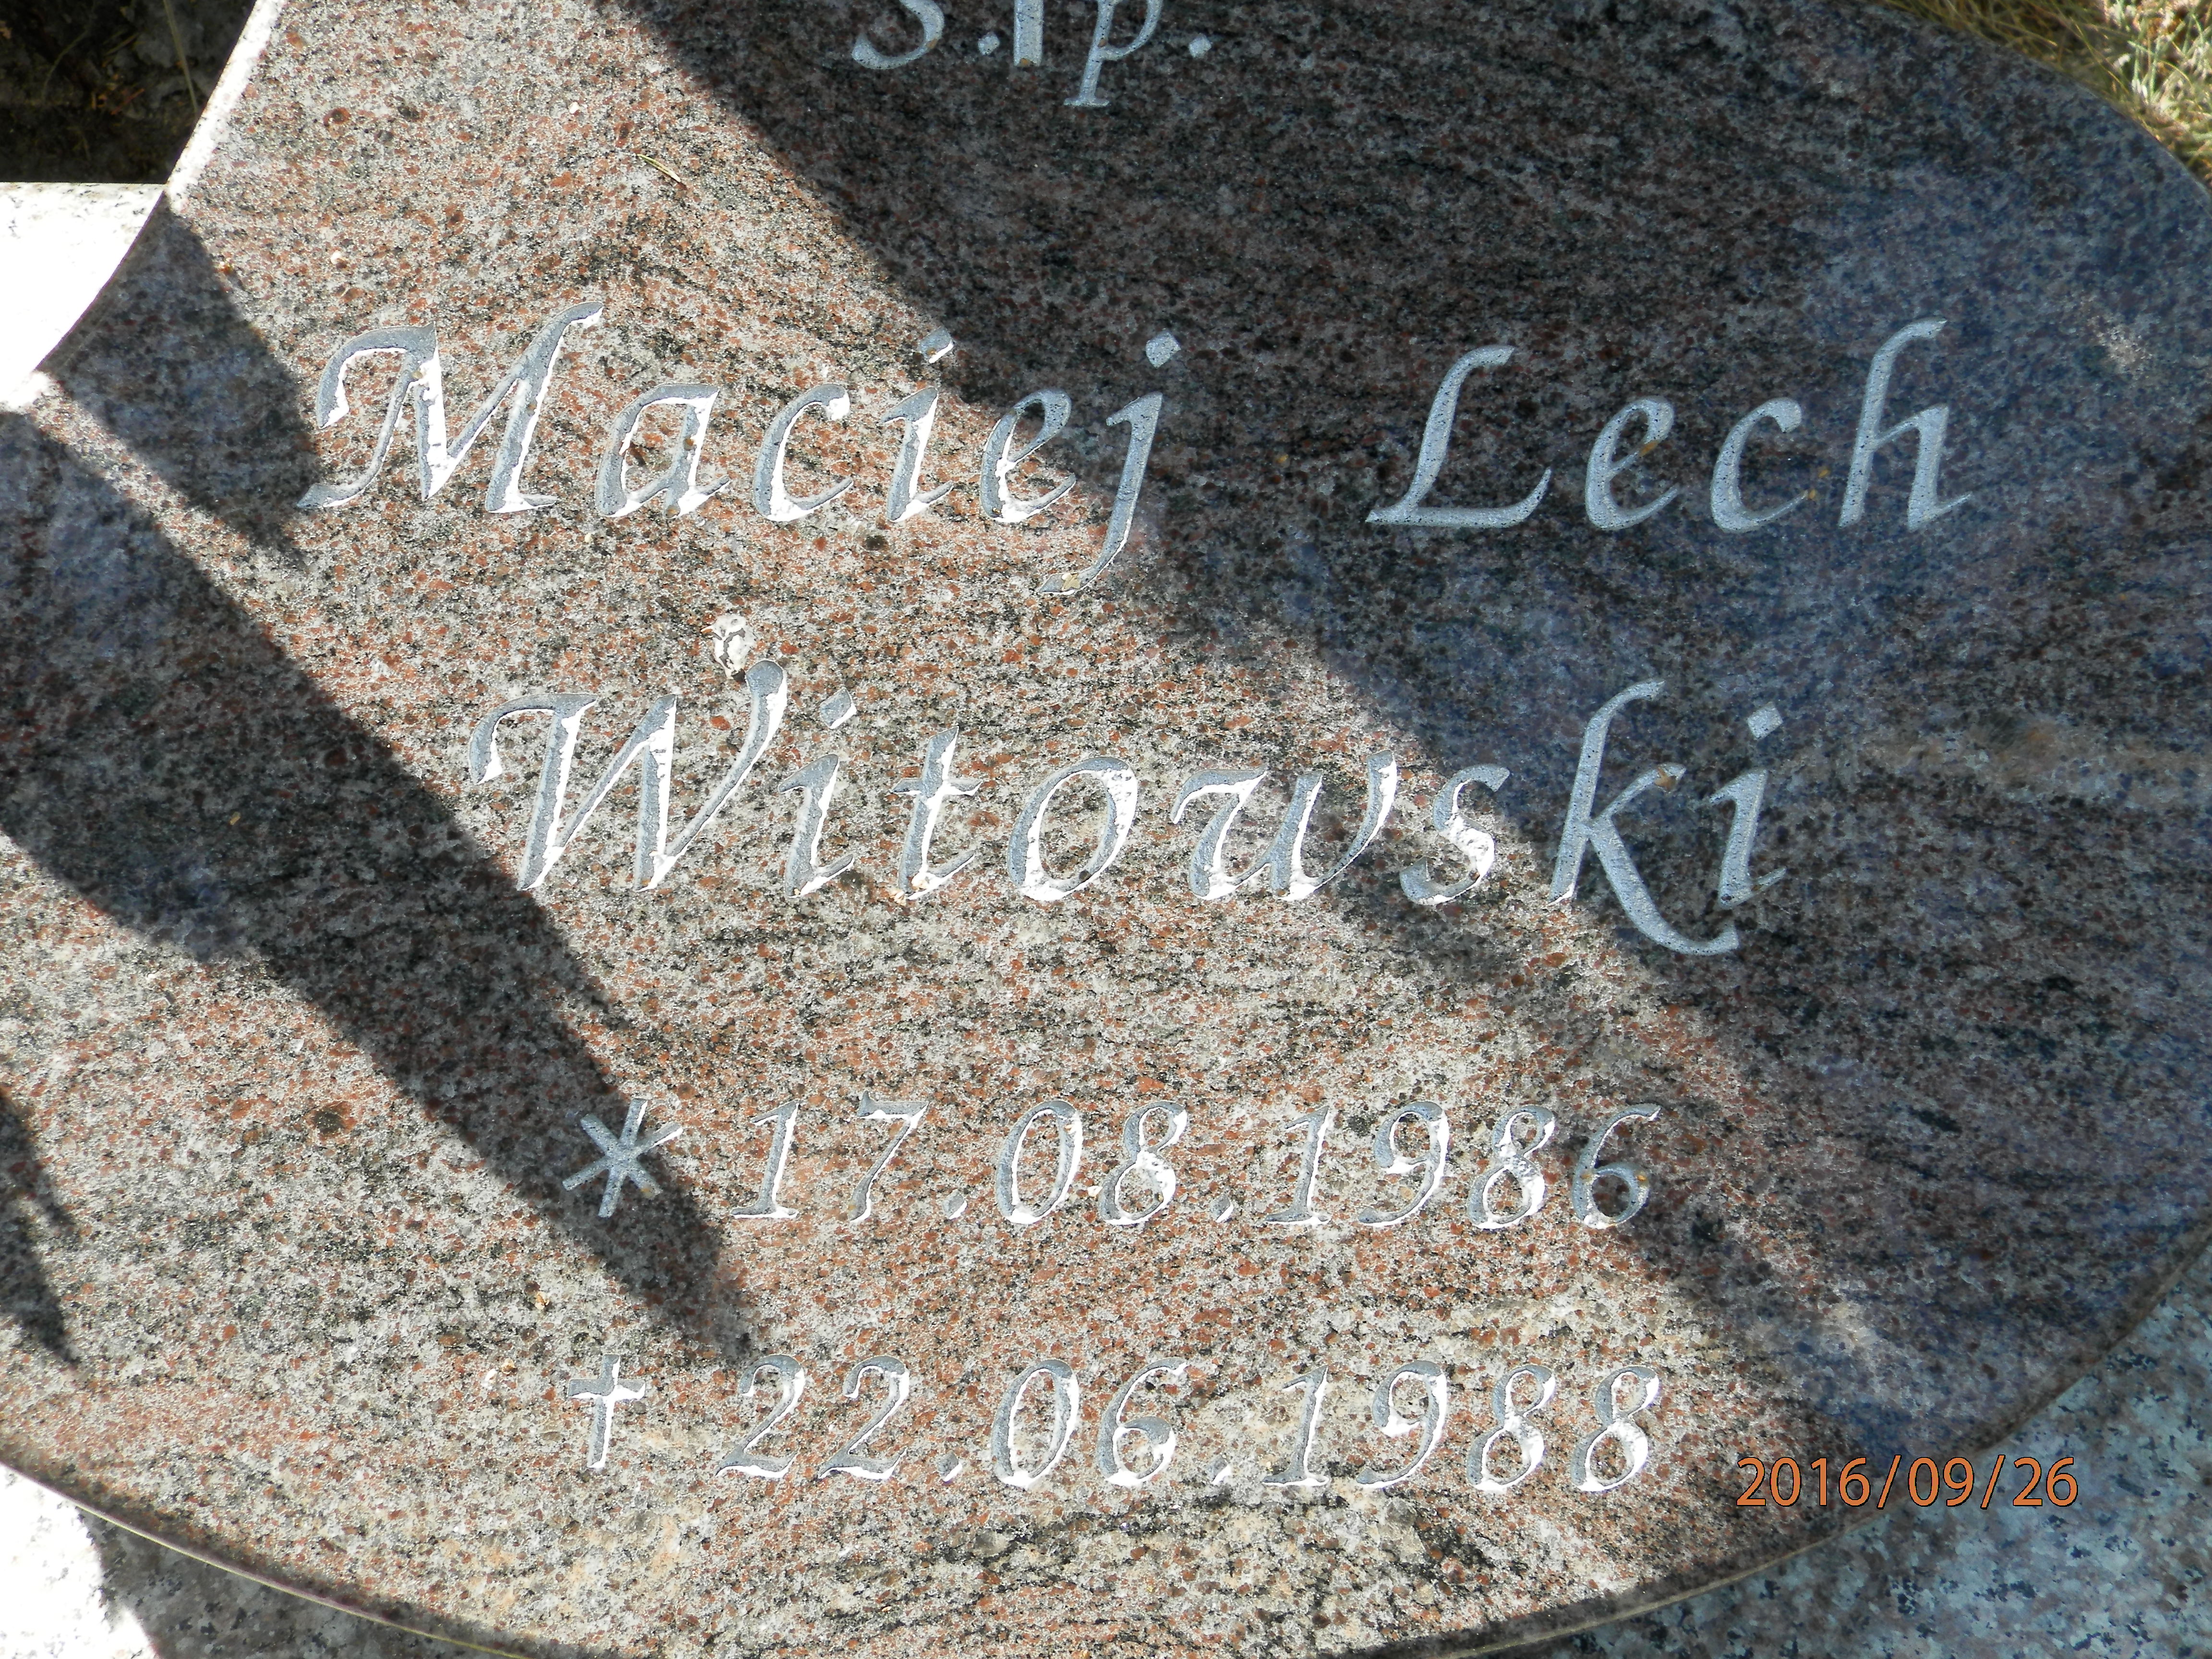 Ś.†p.
Maciej Lech
Witowski
* 17.08.1986
† 22.06.1988
2016/09/26